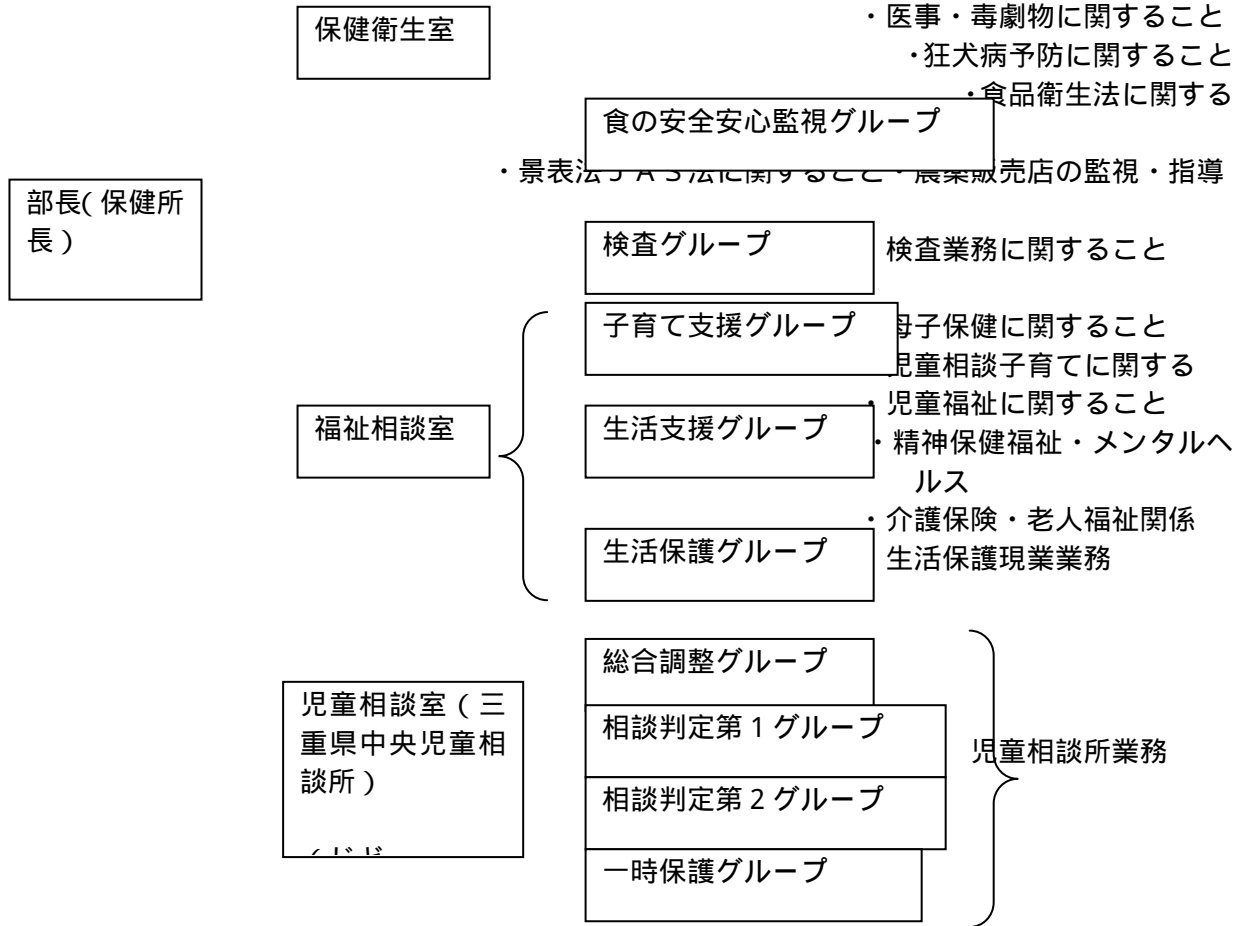 保健衛生室
・医事・毒劇物に関すること
・狂犬病予防に関すること
・食品衛生法に関する
食の安全安心監視グループ
・景表法ＪＡＳ法に関すること・農薬販売店の監視・指導
部長(保健所
長)
検査グループ
検査業務に関すること
子育て支援グループ
母子保健に関すること
児童相談子育てに関する
・児童福祉に関すること
福祉相談室
生活支援グループ
・精神保健福祉・メンタルヘ
ルス
・介護保険・老人福祉関係
生活保護グループ
生活保護現業業務
総合調整グループ
児童相談室(三
重県中央児童相
談所)
相談判定第１グループ
児童相談所業務
相談判定第２グループ
一時保護グループ